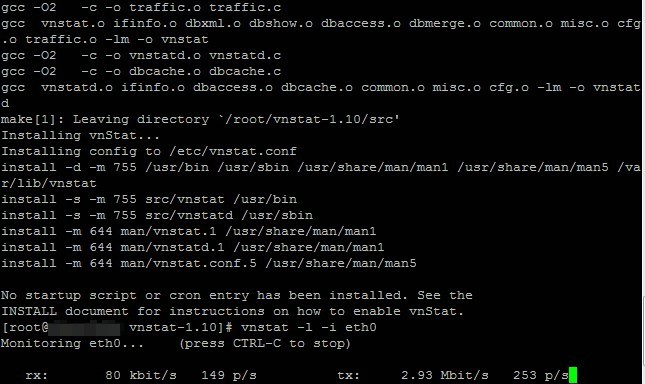 gcc -O2   -c -o traffic.o traffic.c
gcc  vnstat.o ifinfo.o dbxml.o dbshow.o dbaccess.o dbmerge.o common.o misc.o cfg
.o traffic.o -lm -o vnstat
gcc -O2   -c -o vnstatd.o vnstatd.c
gcc -O2   -c -o dbcache.o dbcache.c
gcc  vnstatd.o ifinfo.o dbaccess.o dbcache.o common.o misc.o cfg.o -lm -o vnstat
d
make[1]: Leaving directory `/root/vnstat-1.10/src'
Installing vnStat...
Installing config to /etc/vnstat.conf
install -d -m 755 /usr/bin /usr/sbin /usr/share/man/man1 /usr/share/man/man5 /va
r/lib/vnstat
install -s -m 755 src/vnstat /usr/bin
install -s -m 755 src/vnstatd /usr/sbin
install -m 644 man/vnstat.1 /usr/share/man/man1
install -m 644 man/vnstatd.1 /usr/share/man/man1
install -m 644 man/vnstat.conf.5 /usr/share/man/man5
No startup script or cron entry has been installed. See the
INSTALL document for instructions on how to enable vnStat.
[root@ vnstat-1.10]# vnstat -l -i eth0
Monitoring eth0...    (press CTRL-C to stop)
rx:       80 kbit/s   149 p/s          tx:     2.93 Mbit/s   253 p/s